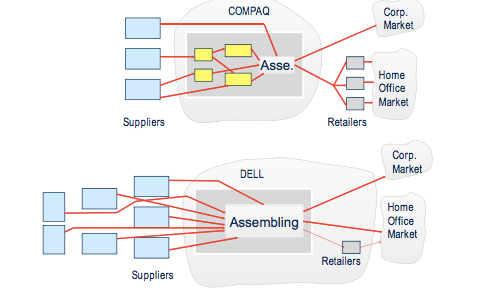 COMPAQ
Corp.
Market
Asse.
Home
Office
Market
Suppliers
Retailers
DELL
Corp.
Market
Assembling
Home
Office
Market
Retailers
Suppliers